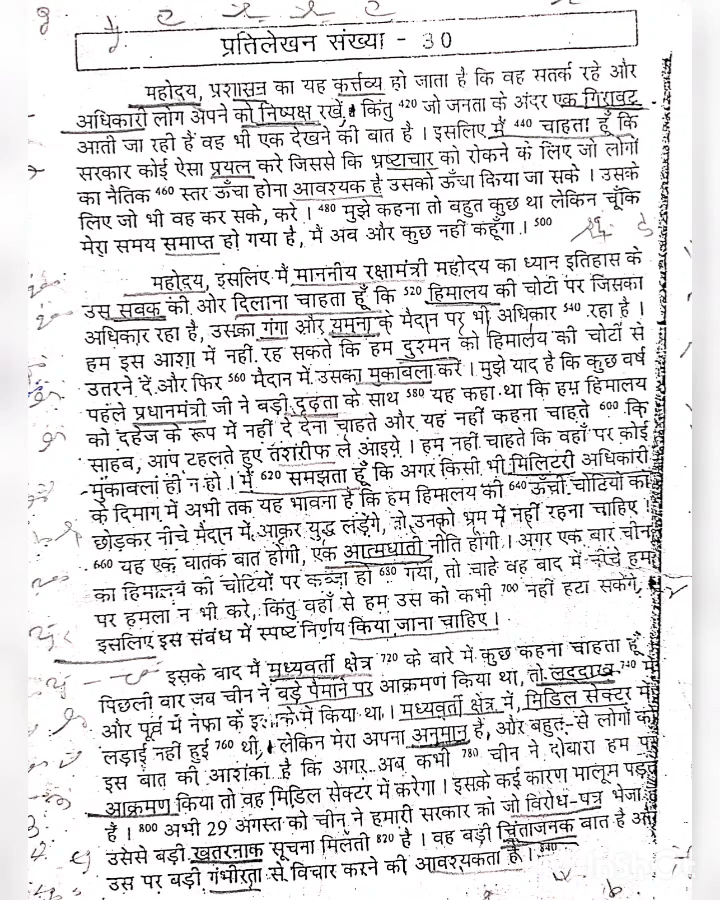 प्रतिलेखन संख्या - 30
महोदय, प्रशासन का यह कर्त्तव्य हो जाता है कि वह सतर्क रहे और
अधिकारी लोग अपने को निष्पक्ष रखें, किंतु 420 जो जनता के अंदर एक गिरावट
आती जा रही है वह भी एक देखने की बात है । इसलिए मैं 440 चाहता हूँ कि
सरकार कोई ऐसा प्रयत्न करे जिससे कि भ्रष्टाचार को रोकने के लिए जो लोगों
का नैतिक 460 स्तर ऊँचा होना आवश्यक है उसको ऊँचा किया जा सके । उसके
लिए जो भी वह कर सके, करे । 480 मुझे कहना तो बहुत कुछ था लेकिन चूँकि
मेरा समय समाप्त हो गया है, मैं अब और कुछ नहीं कहूँगा । 500
महोदय, इसलिए मैं माननीय रक्षामंत्री महोदय का ध्यान इतिहास के
उस सबक की ओर दिलाना चाहता हूँ कि 520 हिमालय की चोटी पर जिसका
अधिकार रहा है, उसका गंगा और यमुना के मैदान पर भी अधिकार 540 रहा है ।
हम इस आशा में नहीं रह सकते कि हम दुश्मन को हिमालय की चोटी से
उतरने दें और फिर 560 मैदान में उसका मुकाबला करें । मुझे याद है कि कुछ वर्ष
पहले प्रधानमंत्री जी ने बड़ी दृढ़ता के साथ 580 यह कहा था कि हम हिमालय
को दहेज के रूप में नहीं दे देना चाहते और यह नहीं कहना चाहते 600 कि
साहब, आप टहलते हुए तशरीफ ले आइये । हम नहीं चाहते कि वहाँ पर कोई
मुकाबला ही न हो । मैं 620 समझता हूँ कि अगर किसी भी मिलिटरी अधिकारी
के दिमाग में अभी तक यह भावना है कि हम हिमालय की 640 ऊँची चोटियों को
छोड़कर नीचे मैदान में आकर युद्ध लड़ेंगे, तो उनको भ्रम में नहीं रहना चाहिए ।
660 यह एक घातक बात होगी, एक आत्मघाती नीति होगी । अगर एक बार चीन
का हिमालय की चोटियों पर कब्जा हो 680 गया, तो चाहे वह बाद में नीचे हम
पर हमला न भी करे, किंतु वहाँ से हम उस को कभी 700 नहीं हटा सकेंगे,
इसलिए इस संबंध में स्पष्ट निर्णय किया जाना चाहिए ।
इसके बाद मैं मध्यवर्ती क्षेत्र 720 के बारे में कुछ कहना चाहता हूँ
पिछली वार जब चीन ने बड़े पैमाने पर आक्रमण किया था, तो लद्दाख 740 में
और पूर्व में नेफा के इलाके में किया था । मध्यवर्ती क्षेत्र में, मिडिल सेक्टर में
लड़ाई नहीं हुई 760 थी, लेकिन मेरा अपना अनुमान है, और बहुत-से लोगों को
इस बात की आशंका है कि अगर अब कभी 780 चीन ने दोबारा हम पर
आक्रमण किया तो वह मिडिल सेक्टर में करेगा । इसके कई कारण मालूम पड़ते
है । 800 अभी 29 अगस्त को चीन ने हमारी सरकार को जो विरोध-पत्र भेजा
उससे बड़ी खतरनाक सूचना मिलती 820 है । वह बड़ी चिंताजनक बात है और
उस पर बड़ी गंभीरता से विचार करने की आवश्यकता है । 840